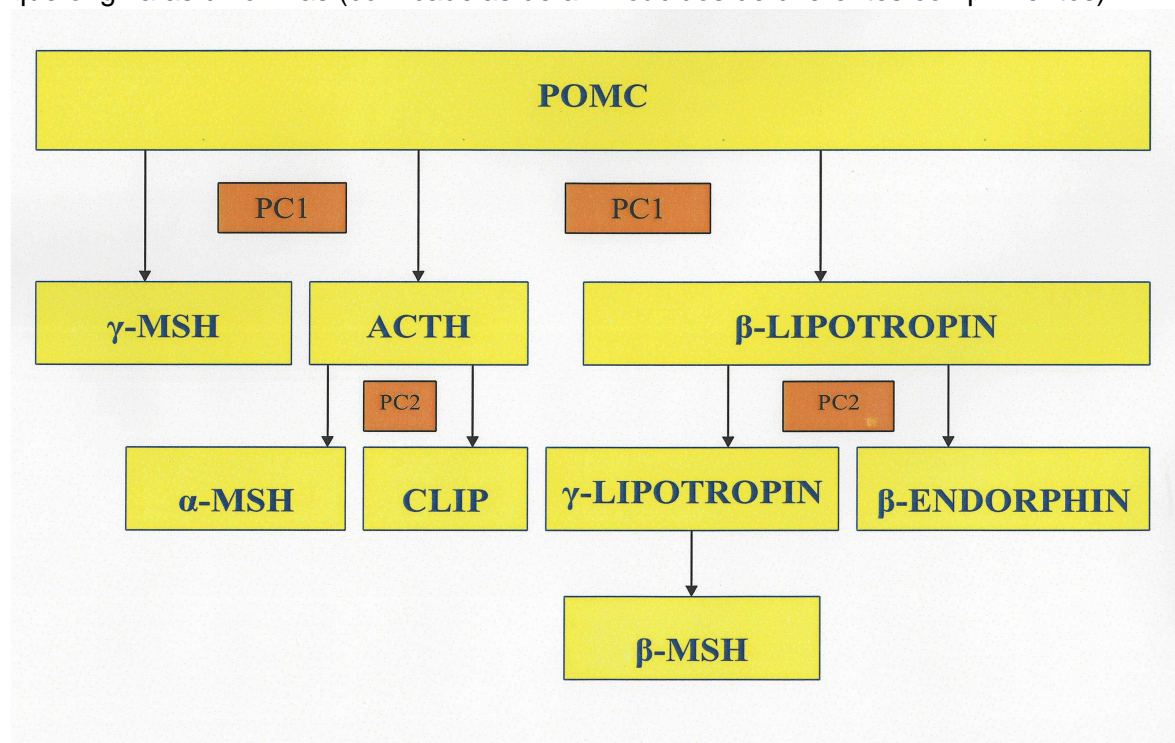 POMC
PC1
PC1
γ-MSH
ACTH
β-LIPOTROPIN
PC2
PC2
α-MSH
CLIP
γ-LIPOTROPIN
β-ENDORPHIN
β-MSH